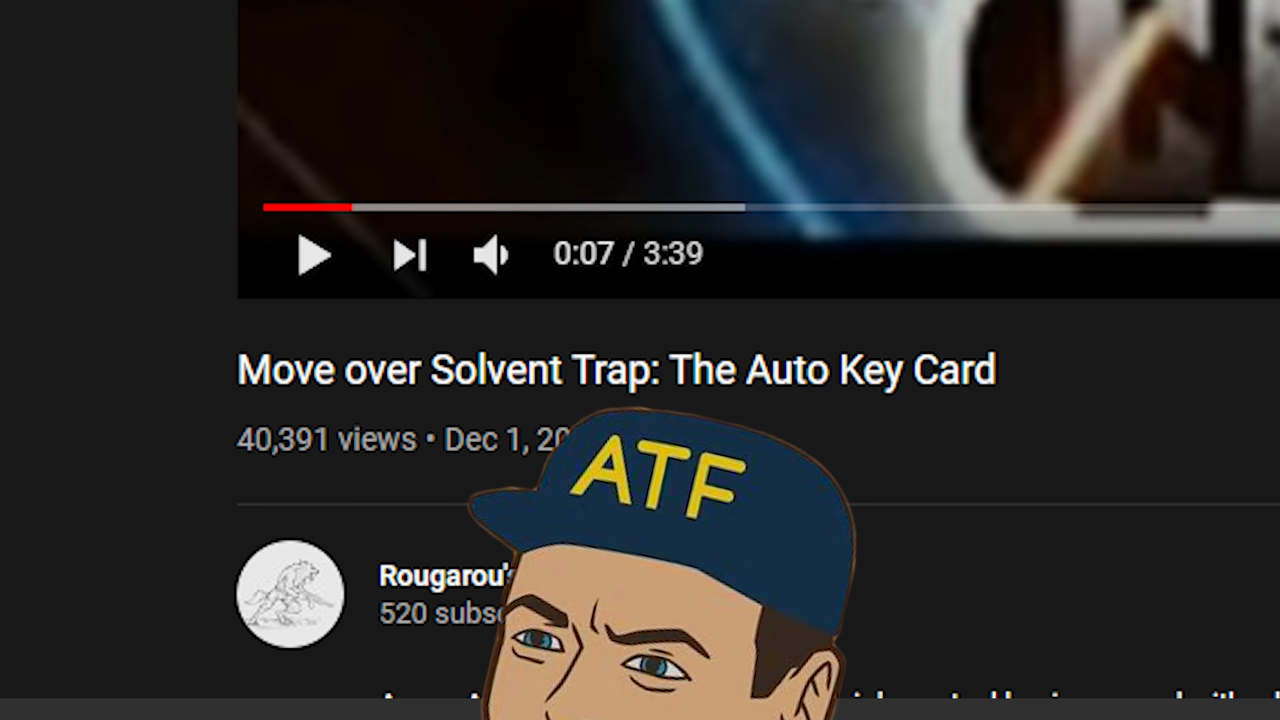 0:07 / 3:39
Move over Solvent Trap: The Auto Key Card
40,391 views • Dec 1, 20
ATF
Rougarou's
520 subsc